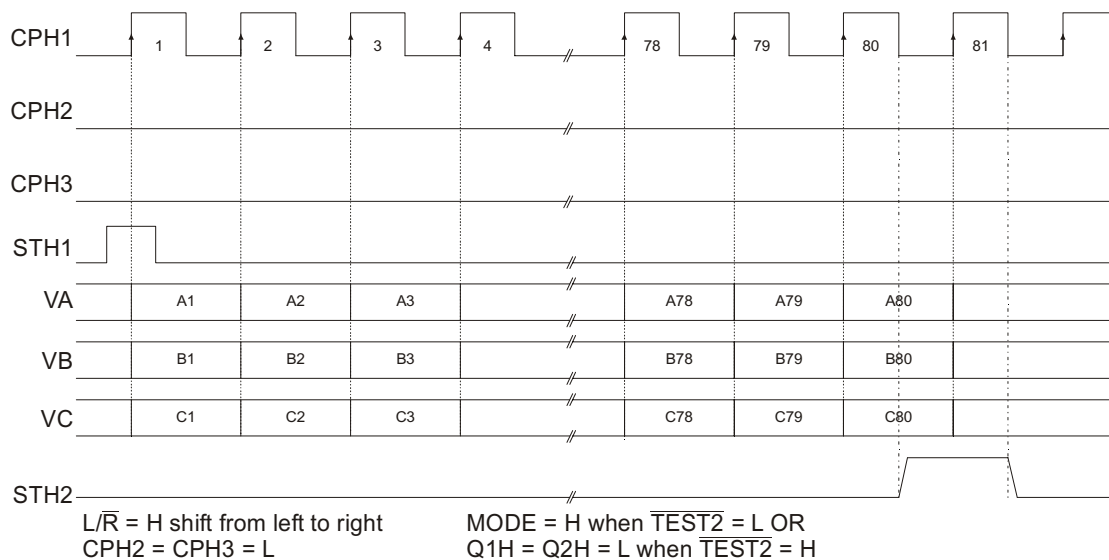 CPH1 1 2 3 4 78 79 80 81
CPH2
CPH3
STH1
VA A1 A2 A3 A78 A79 A80
VB B1 B2 B3 B78 B79 B80
VC C1 C2 C3 C78 C79 C80
STH2
L/R̅ = H shift from left to right
CPH2 = CPH3 = L
MODE = H when T̅E̅S̅T̅2̅ = L OR
Q1H = Q2H = L when T̅E̅S̅T̅2̅ = H